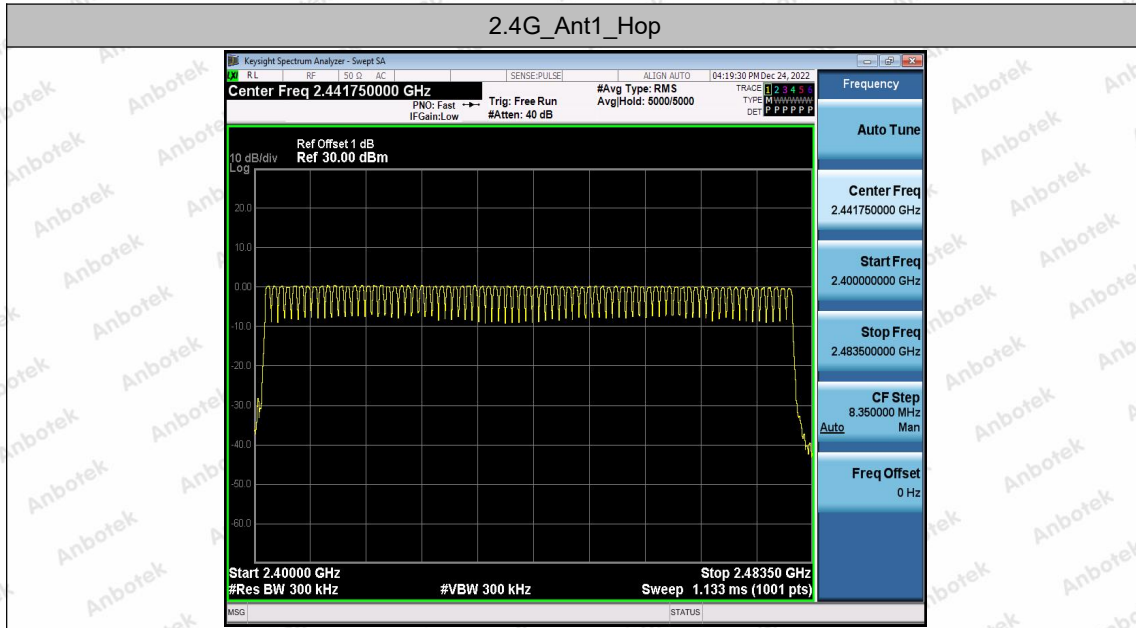 2.4G_Ant1_Hop
Keysight Spectrum Analyzer - Swept SA
LXI RL RF 50 Ω AC SENSE:PULSE ALIGN AUTO 04:19:30 PM Dec 24, 2022
Center Freq 2.441750000 GHz
PNO: Fast
IFGain:Low
Trig: Free Run
#Atten: 40 dB
#Avg Type: RMS
Avg|Hold: 5000/5000
TRACE 1 2 3 4 5 6
TYPE M WWWWW
DET P P P P P P
Ref Offset 1 dB
10 dB/div Ref 30.00 dBm
Log
20.0
10.0
0.00
-10.0
-20.0
-30.0
-40.0
-50.0
-60.0
Start 2.40000 GHz Stop 2.48350 GHz
#Res BW 300 kHz #VBW 300 kHz Sweep 1.133 ms (1001 pts)
MSG STATUS
Frequency
Auto Tune
Center Freq
2.441750000 GHz
Start Freq
2.400000000 GHz
Stop Freq
2.483500000 GHz
CF Step
8.350000 MHz
Auto Man
Freq Offset
0 Hz
Anbotek